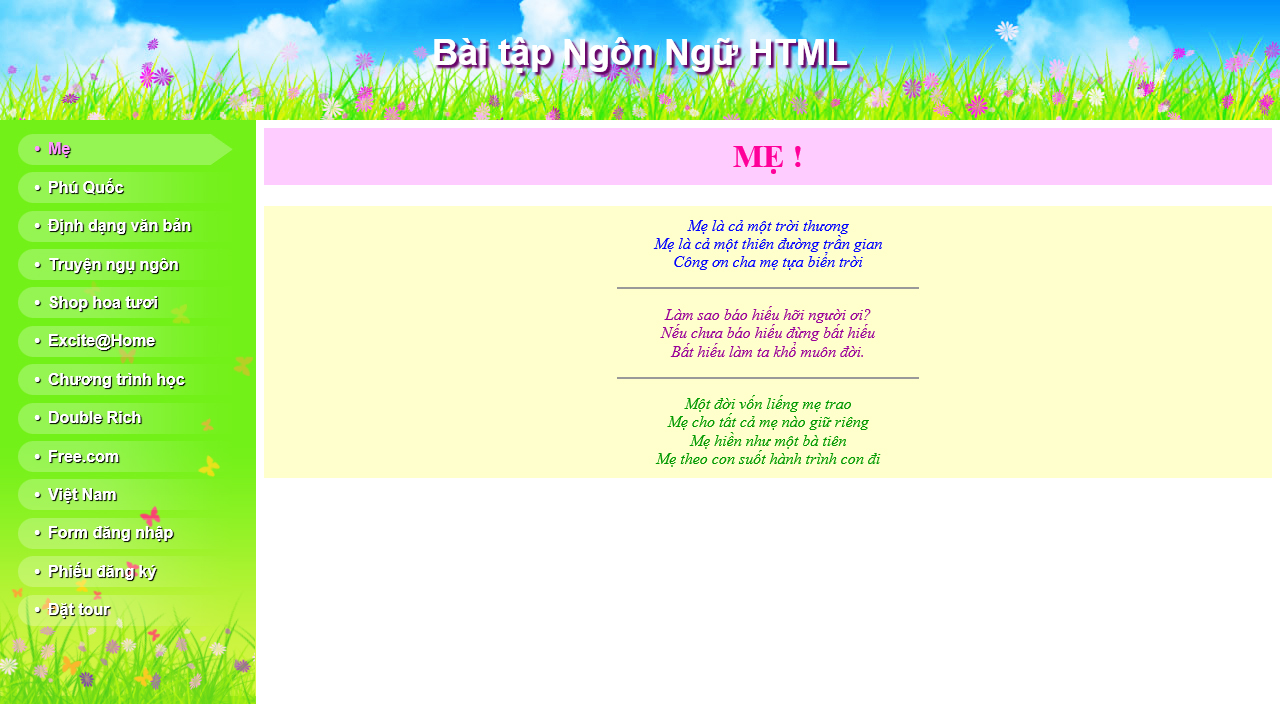 Bài tập Ngôn Ngữ HTML
• Mẹ
• Phú Quốc
• Định dạng văn bản
• Truyện ngụ ngôn
• Shop hoa tươi
• Excite@Home
• Chương trình học
• Double Rich
• Free.com
• Việt Nam
• Form đăng nhập
• Phiếu đăng ký
• Đặt tour
MẸ !
Mẹ là cả một trời thương
Mẹ là cả một thiên đường trần gian
Công ơn cha mẹ tựa biển trời
Làm sao báo hiếu hỡi người ơi?
Nếu chưa báo hiếu đừng bất hiếu
Bất hiếu làm ta khổ muôn đời.
Một đời vốn liếng mẹ trao
Mẹ cho tất cả mẹ nào giữ riêng
Mẹ hiền như một bà tiên
Mẹ theo con suốt hành trình con đi